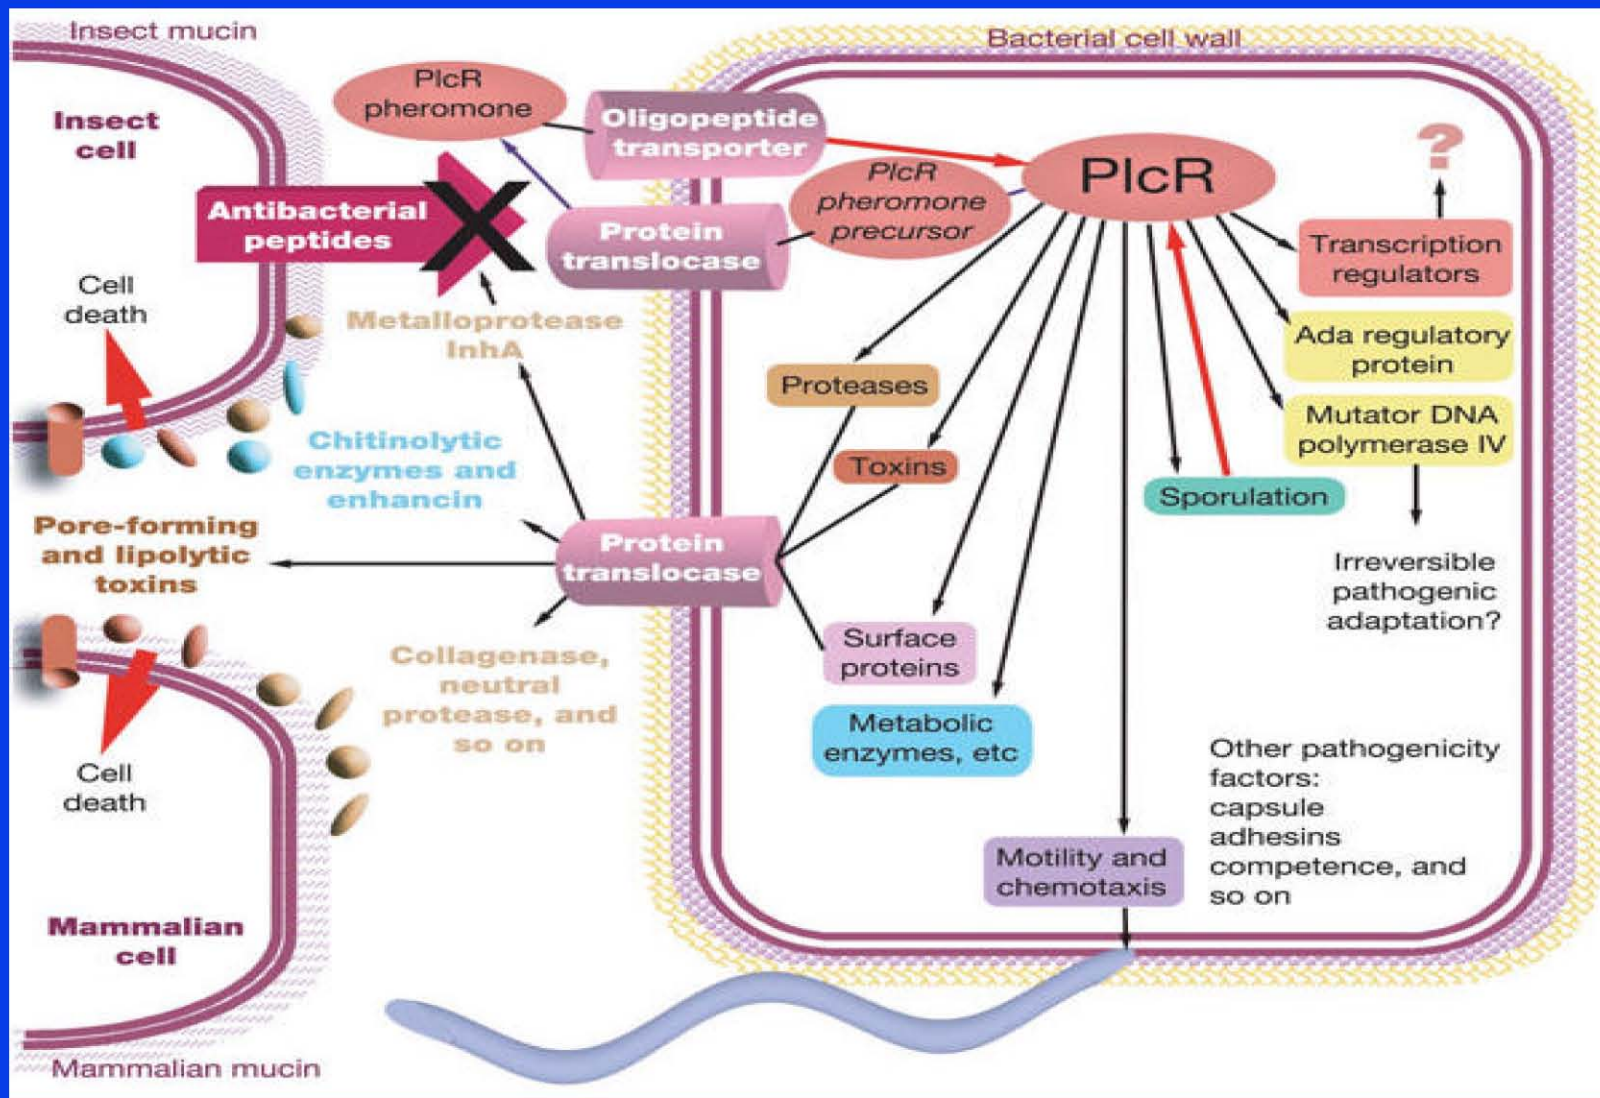 Insect mucin
Bacterial cell wall
PlcR
pheromone
Insect
cell
Oligopeptide
transporter
PlcR
PlcR
pheromone
precursor
?
Antibacterial
peptides
X
Protein
translocase
Transcription
regulators
Cell
death
Metalloprotease
InhA
Ada regulatory
protein
Proteases
Mutator DNA
polymerase IV
Chitinolytic
enzymes and
enhancin
Toxins
Sporulation
Pore-forming
and lipolytic
toxins
Protein
translocase
Irreversible
pathogenic
adaptation?
Surface
proteins
Collagenase,
neutral
protease, and
so on
Metabolic
enzymes, etc
Cell
death
Other pathogenicity
factors:
capsule
adhesins
competence, and
so on
Motility and
chemotaxis
Mammalian
cell
Mammalian mucin